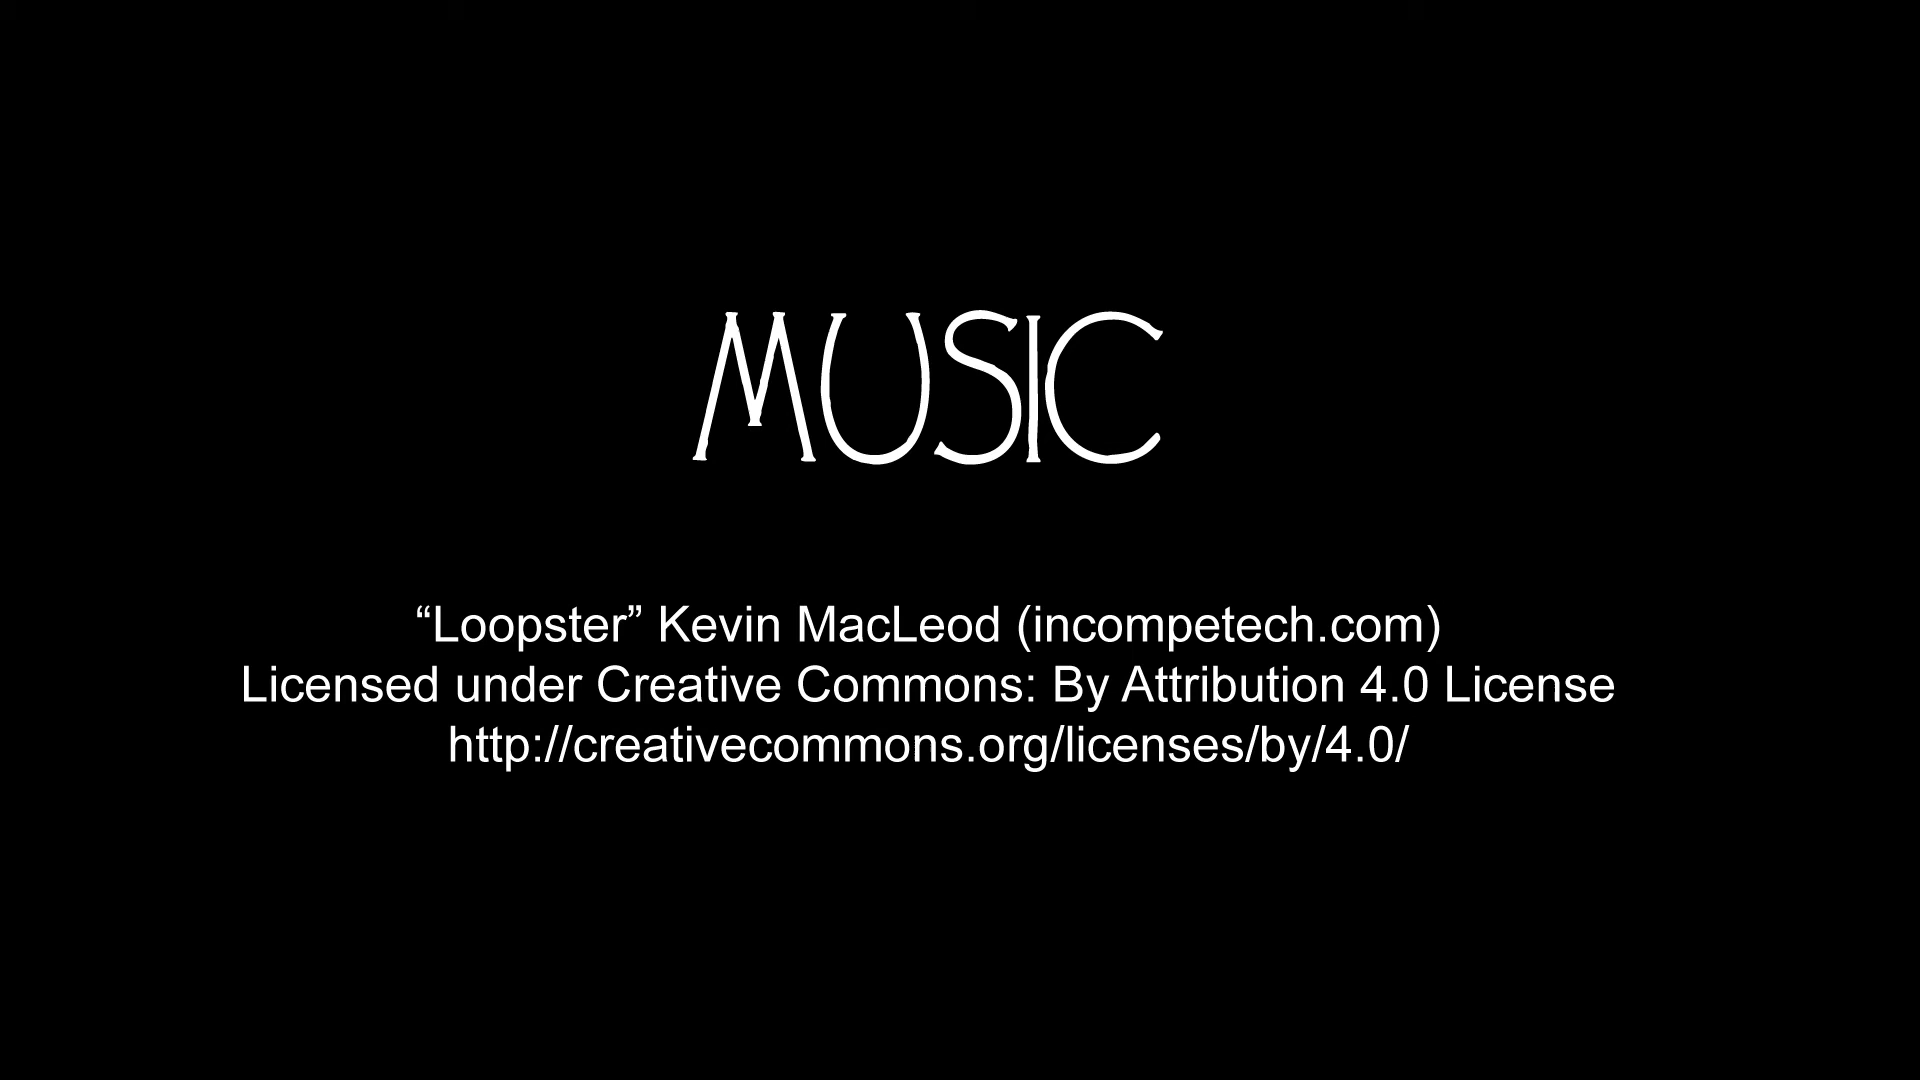 MUSIC
“Loopster” Kevin MacLeod (incompetech.com)
Licensed under Creative Commons: By Attribution 4.0 License
http://creativecommons.org/licenses/by/4.0/